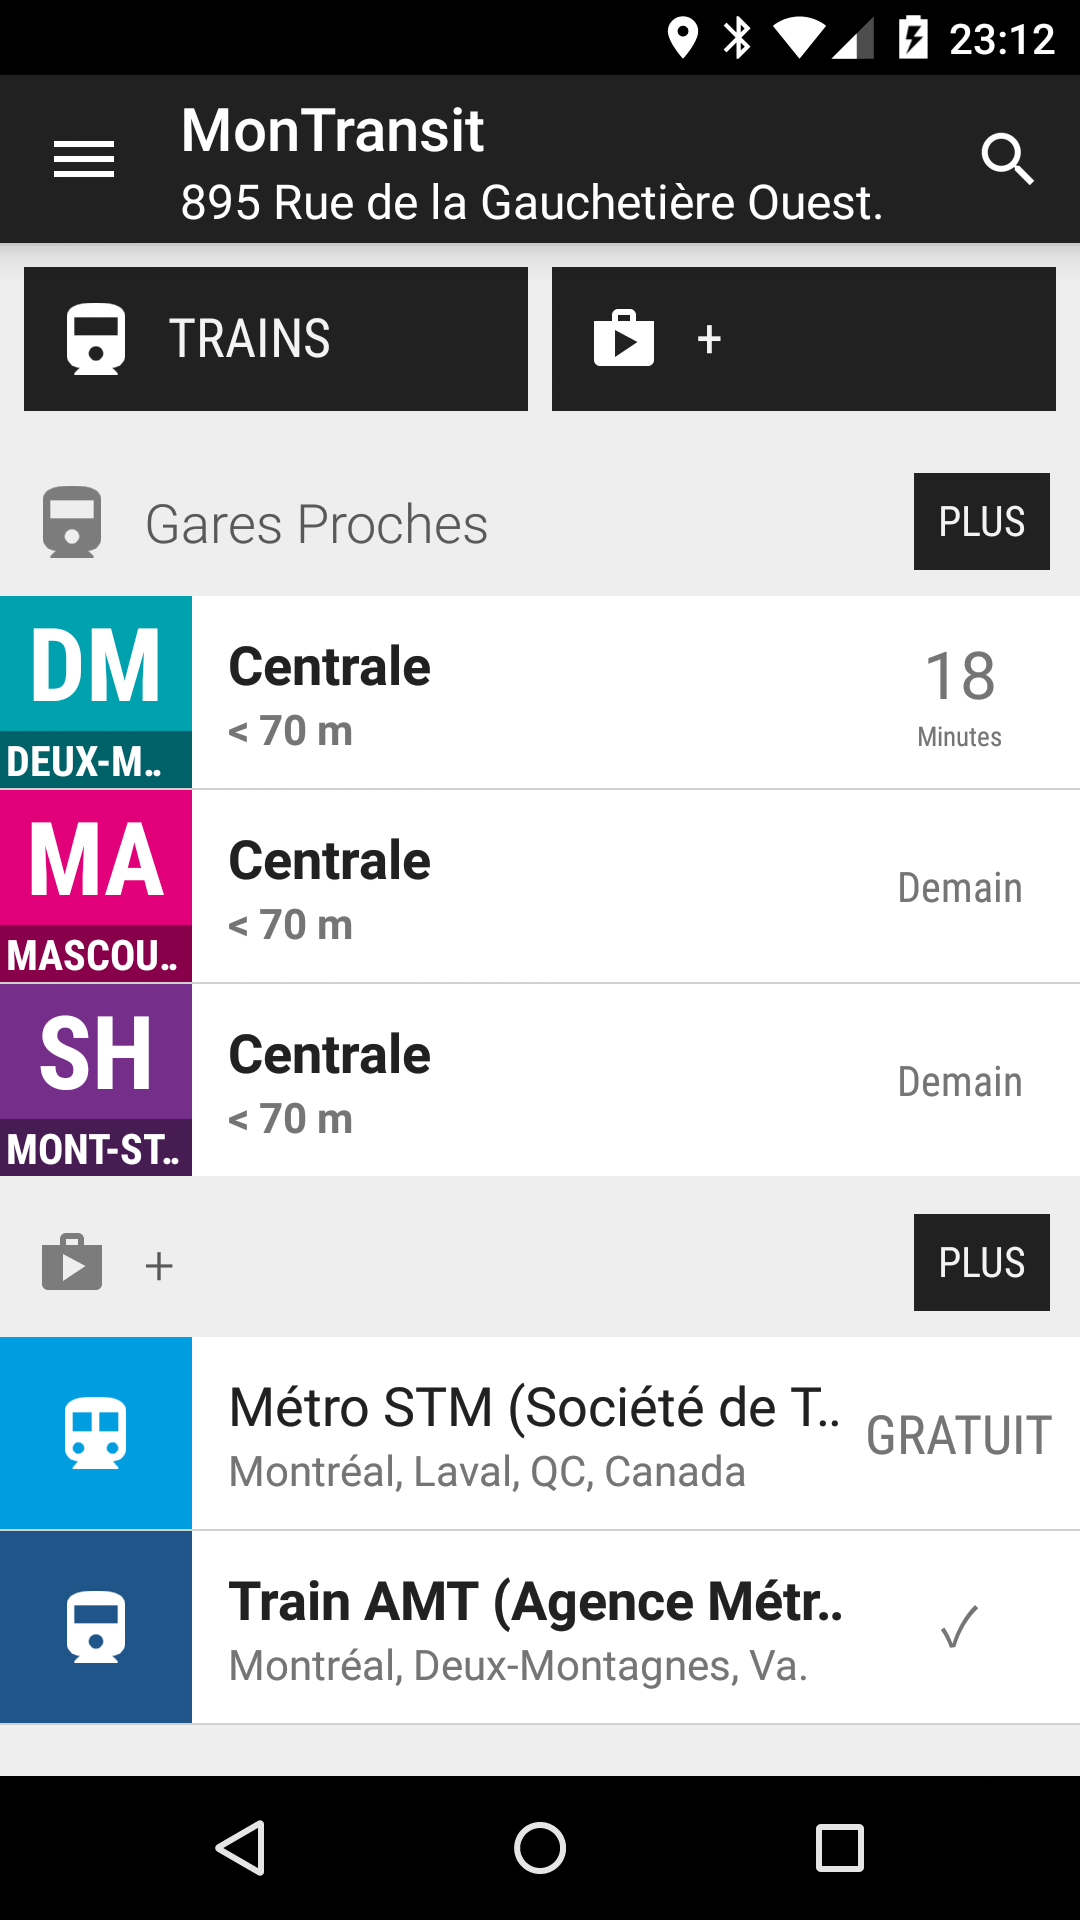 23:12
MonTransit
895 Rue de la Gauchetière Ouest.
TRAINS
+
Gares Proches
PLUS
DM
DEUX-M..
Centrale
< 70 m
18
Minutes
MA
MASCOU..
Centrale
< 70 m
Demain
SH
MONT-ST..
Centrale
< 70 m
Demain
+
PLUS
Métro STM (Société de T..
Montréal, Laval, QC, Canada
GRATUIT
Train AMT (Agence Métr..
Montréal, Deux-Montagnes, Va.
✓